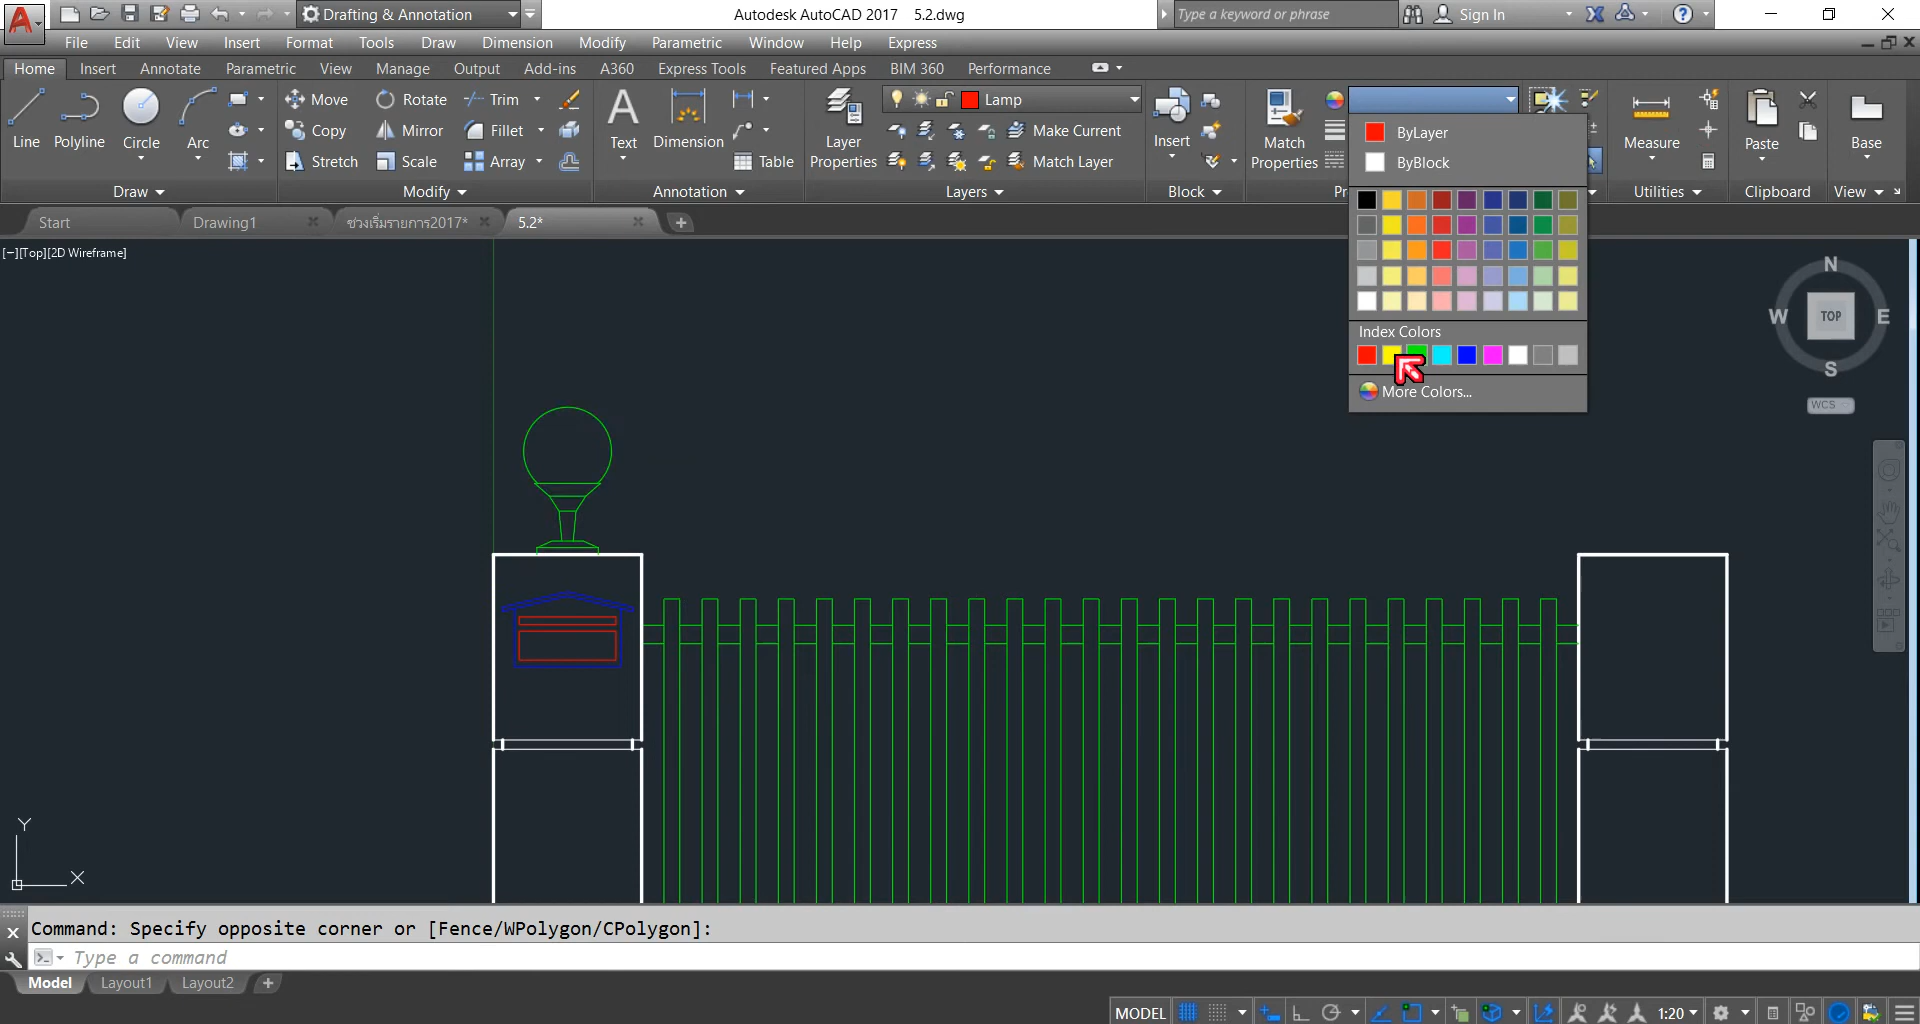 Drafting & Annotation
Autodesk AutoCAD 2017 5.2.dwg
Type a keyword or phrase
Sign In
File Edit View Insert Format Tools Draw Dimension Modify Parametric Window Help Express
Home Insert Annotate Parametric View Manage Output Add-ins A360 Express Tools Featured Apps BIM 360 Performance
Line
Polyline
Circle
Arc
Draw
Move
Rotate
Trim
Copy
Mirror
Fillet
Stretch
Scale
Array
Modify
Text
Dimension
Table
Annotation
Layer
Properties
Lamp
Make Current
Match Layer
Layers
Insert
Block
Match
Properties
Pr
ByLayer
ByBlock
Index Colors
More Colors...
Measure
Utilities
Paste
Clipboard
Base
View
Start
Drawing1
ช่วงเริ่มรายการ2017*
5.2*
[−][Top][2D Wireframe]
N
W
TOP
E
S
WCS
Y
X
Command: Specify opposite corner or [Fence/WPolygon/CPolygon]:
Type a command
Model Layout1 Layout2
MODEL
1:20